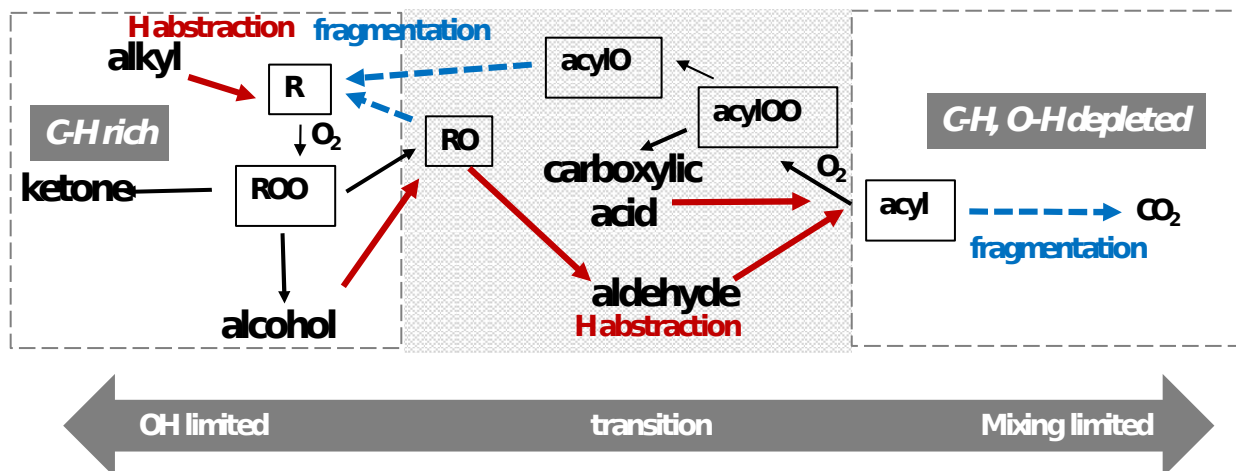 H abstraction
fragmentation
alkyl
R
O₂
C-H rich
ketone
ROO
alcohol
RO
acylO
acylOO
carboxylic
acid
O₂
aldehyde
H abstraction
C-H, O-H depleted
acyl
CO₂
fragmentation
OH limited
transition
Mixing limited